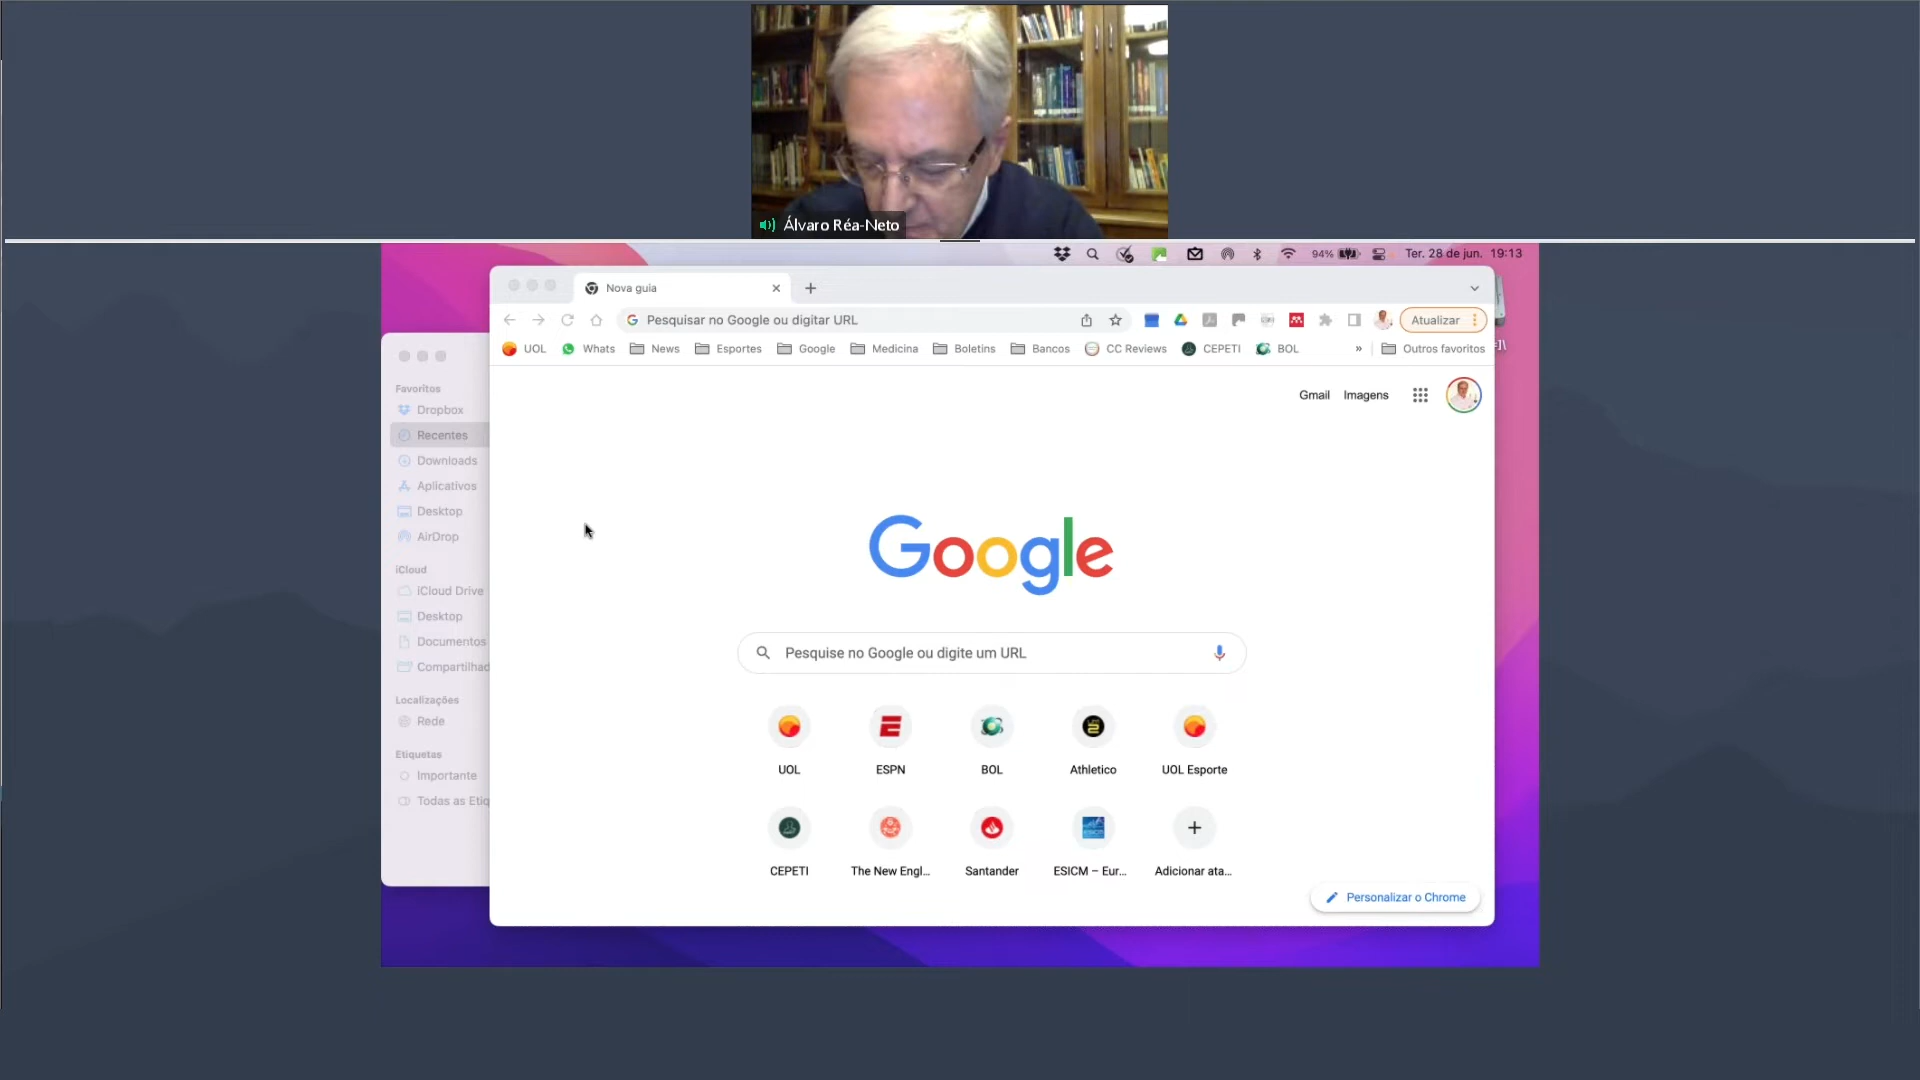 Álvaro Réa-Neto
94%
Ter. 28 de jun. 19:13
Nova guia
Pesquisar no Google ou digitar URL
Atualizar
UOL
Whats
News
Esportes
Google
Medicina
Boletins
Bancos
CC Reviews
CEPETI
BOL
»
Outros favoritos
Gmail
Imagens
Favoritos
Dropbox
Recentes
Downloads
Aplicativos
Desktop
AirDrop
iCloud
iCloud Drive
Desktop
Documentos
Compartilhad
Localizações
Rede
Etiquetas
Importante
Todas as Etiq
Google
Pesquise no Google ou digite um URL
UOL
ESPN
BOL
Athletico
UOL Esporte
CEPETI
The New Engl...
Santander
ESICM – Eur...
Adicionar ata...
Personalizar o Chrome